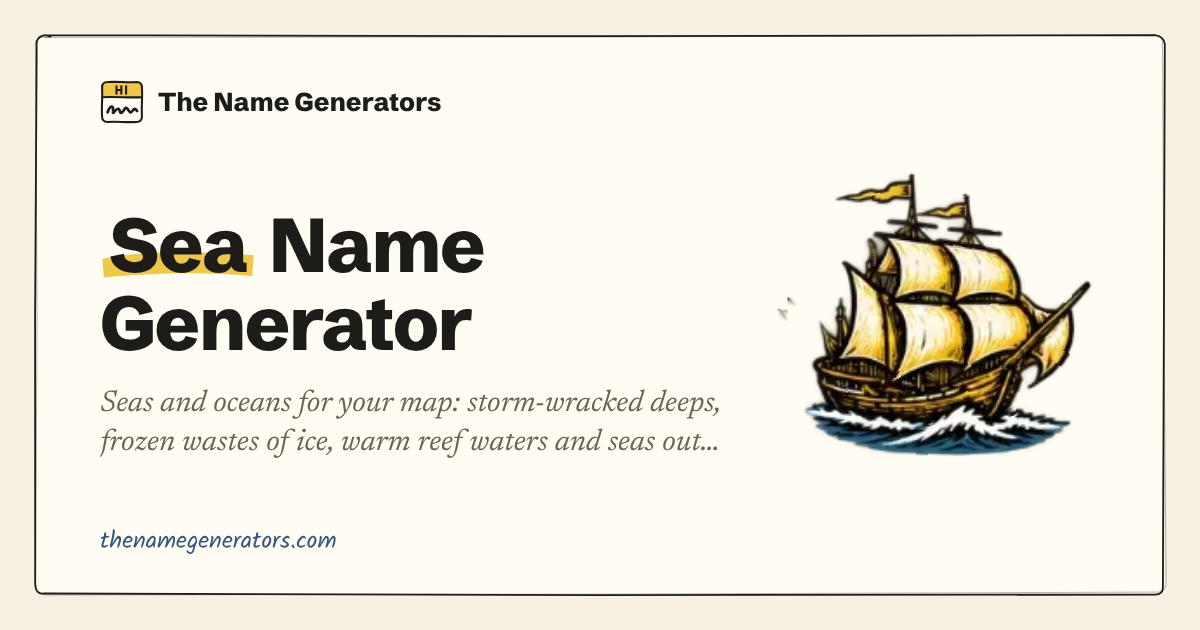 HI
The Name Generators
Sea Name
Generator
Seas and oceans for your map: storm-wracked deeps,
frozen wastes of ice, warm reef waters and seas out...
thenamegenerators.com